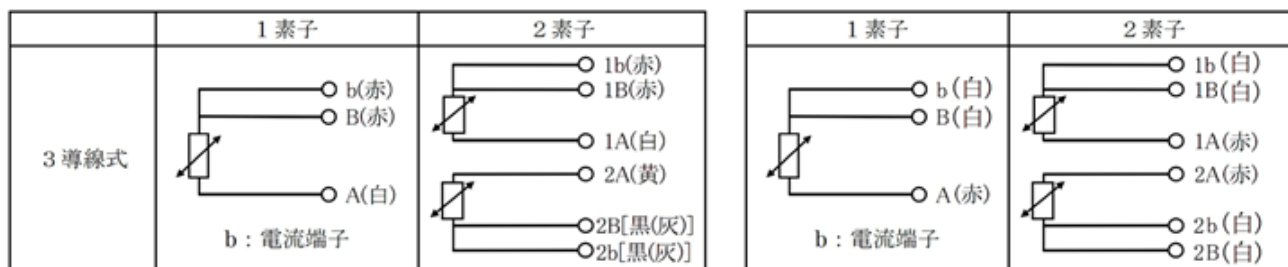 1素子
2素子
3導線式
b(赤)
B(赤)
A(白)
b：電流端子
1b(赤)
1B(赤)
1A(白)
2A(黄)
2B[黒(灰)]
2b[黒(灰)]
1素子
2素子
b(白)
B(白)
A(赤)
b：電流端子
1b(白)
1B(白)
1A(赤)
2A(赤)
2b(白)
2B(白)